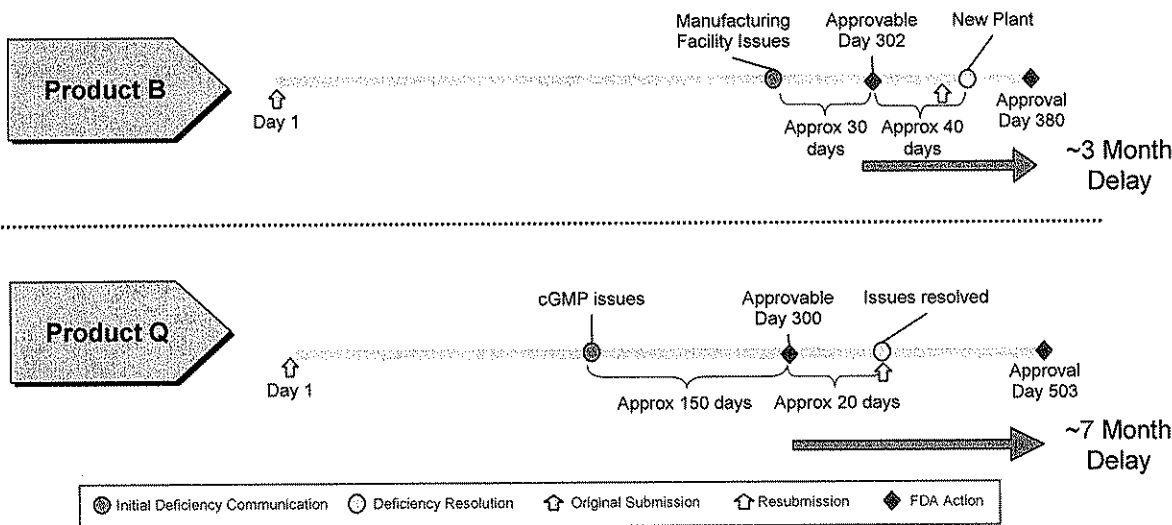 Product B
Manufacturing
Facility Issues
Approvable
Day 302
New Plant
Day 1
Approx 30
days
Approx 40
days
Approval
Day 380
~3 Month
Delay
Product Q
cGMP issues
Approvable
Day 300
Issues resolved
Day 1
Approx 150 days
Approx 20 days
Approval
Day 503
~7 Month
Delay
Initial Deficiency Communication
Deficiency Resolution
Original Submission
Resubmission
FDA Action